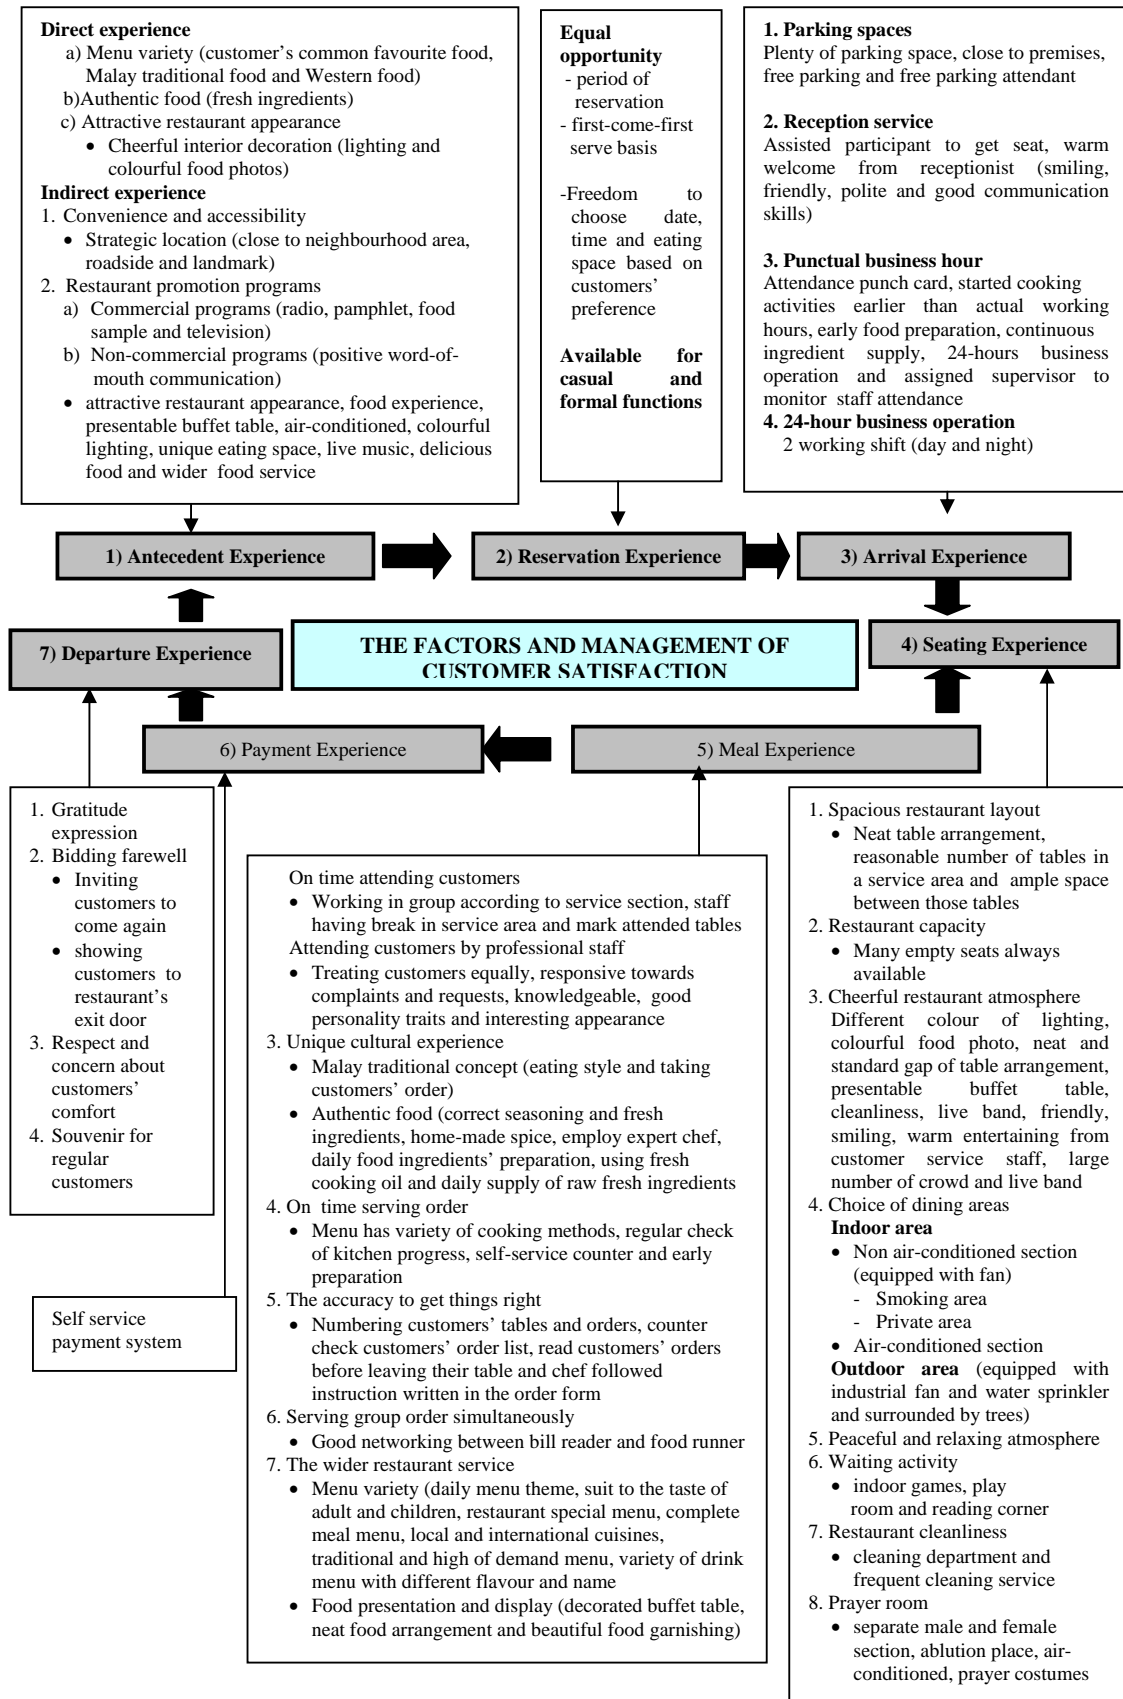 Direct experience
a) Menu variety (customer's common favourite food,
Malay traditional food and Western food)
b)Authentic food (fresh ingredients)
c) Attractive restaurant appearance
• Cheerful interior decoration (lighting and
colourful food photos)
Indirect experience
1. Convenience and accessibility
• Strategic location (close to neighbourhood area,
roadside and landmark)
2. Restaurant promotion programs
a) Commercial programs (radio, pamphlet, food
sample and television)
b) Non-commercial programs (positive word-of-
mouth communication)
• attractive restaurant appearance, food experience,
presentable buffet table, air-conditioned, colourful
lighting, unique eating space, live music, delicious
food and wider food service
Equal
opportunity
- period of
reservation
- first-come-first
serve basis
-Freedom to
choose date,
time and eating
space based on
customers'
preference
Available for
casual and
formal functions
1. Parking spaces
Plenty of parking space, close to premises,
free parking and free parking attendant
2. Reception service
Assisted participant to get seat, warm
welcome from receptionist (smiling,
friendly, polite and good communication
skills)
3. Punctual business hour
Attendance punch card, started cooking
activities earlier than actual working
hours, early food preparation, continuous
ingredient supply, 24-hours business
operation and assigned supervisor to
monitor staff attendance
4. 24-hour business operation
2 working shift (day and night)
1) Antecedent Experience
2) Reservation Experience
3) Arrival Experience
7) Departure Experience
THE FACTORS AND MANAGEMENT OF
CUSTOMER SATISFACTION
4) Seating Experience
6) Payment Experience
5) Meal Experience
1. Gratitude
expression
2. Bidding farewell
• Inviting
customers to
come again
• showing
customers to
restaurant's
exit door
3. Respect and
concern about
customers'
comfort
4. Souvenir for
regular
customers
Self service
payment system
On time attending customers
• Working in group according to service section, staff
having break in service area and mark attended tables
Attending customers by professional staff
• Treating customers equally, responsive towards
complaints and requests, knowledgeable, good
personality traits and interesting appearance
3. Unique cultural experience
• Malay traditional concept (eating style and taking
customers' order)
• Authentic food (correct seasoning and fresh
ingredients, home-made spice, employ expert chef,
daily food ingredients' preparation, using fresh
cooking oil and daily supply of raw fresh ingredients
4. On time serving order
• Menu has variety of cooking methods, regular check
of kitchen progress, self-service counter and early
preparation
5. The accuracy to get things right
• Numbering customers' tables and orders, counter
check customers' order list, read customers' orders
before leaving their table and chef followed
instruction written in the order form
6. Serving group order simultaneously
• Good networking between bill reader and food runner
7. The wider restaurant service
• Menu variety (daily menu theme, suit to the taste of
adult and children, restaurant special menu, complete
meal menu, local and international cuisines,
traditional and high of demand menu, variety of drink
menu with different flavour and name
• Food presentation and display (decorated buffet table,
neat food arrangement and beautiful food garnishing)
1. Spacious restaurant layout
• Neat table arrangement,
reasonable number of tables in
a service area and ample space
between those tables
2. Restaurant capacity
• Many empty seats always
available
3. Cheerful restaurant atmosphere
Different colour of lighting,
colourful food photo, neat and
standard gap of table arrangement,
presentable buffet table,
cleanliness, live band, friendly,
smiling, warm entertaining from
customer service staff, large
number of crowd and live band
4. Choice of dining areas
Indoor area
• Non air-conditioned section
(equipped with fan)
- Smoking area
- Private area
• Air-conditioned section
Outdoor area (equipped with
industrial fan and water sprinkler
and surrounded by trees)
5. Peaceful and relaxing atmosphere
6. Waiting activity
• indoor games, play
room and reading corner
7. Restaurant cleanliness
• cleaning department and
frequent cleaning service
8. Prayer room
• separate male and female
section, ablution place, air-
conditioned, prayer costumes